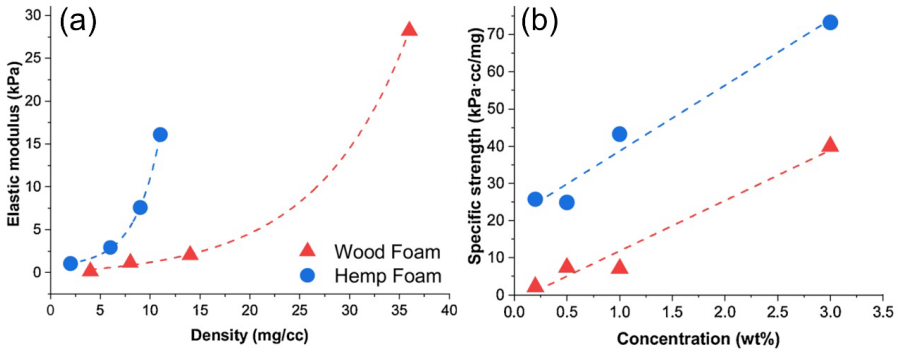 (a)
Elastic modulus (kPa)
30
25
20
15
10
5
0
0 5 10 15 20 25 30 35 40
Density (mg/cc)
Wood Foam
Hemp Foam
(b)
Specific strength (kPa·cc/mg)
70
60
50
40
30
20
10
0
0.0 0.5 1.0 1.5 2.0 2.5 3.0 3.5
Concentration (wt%)